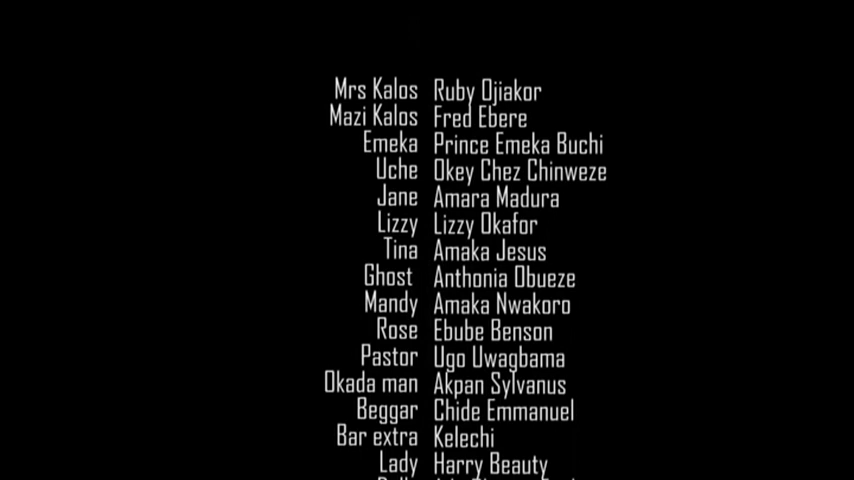 Mrs Kalos Ruby Ojiakor
Mazi Kalos Fred Ebere
Emeka Prince Emeka Buchi
Uche Okey Chez Chinweze
Jane Amara Madura
Lizzy Lizzy Okafor
Tina Amaka Jesus
Ghost Anthonia Obueze
Mandy Amaka Nwakoro
Rose Ebube Benson
Pastor Ugo Uwagbama
Okada man Akpan Sylvanus
Beggar Chide Emmanuel
Bar extra Kelechi
Lady Harry Beauty